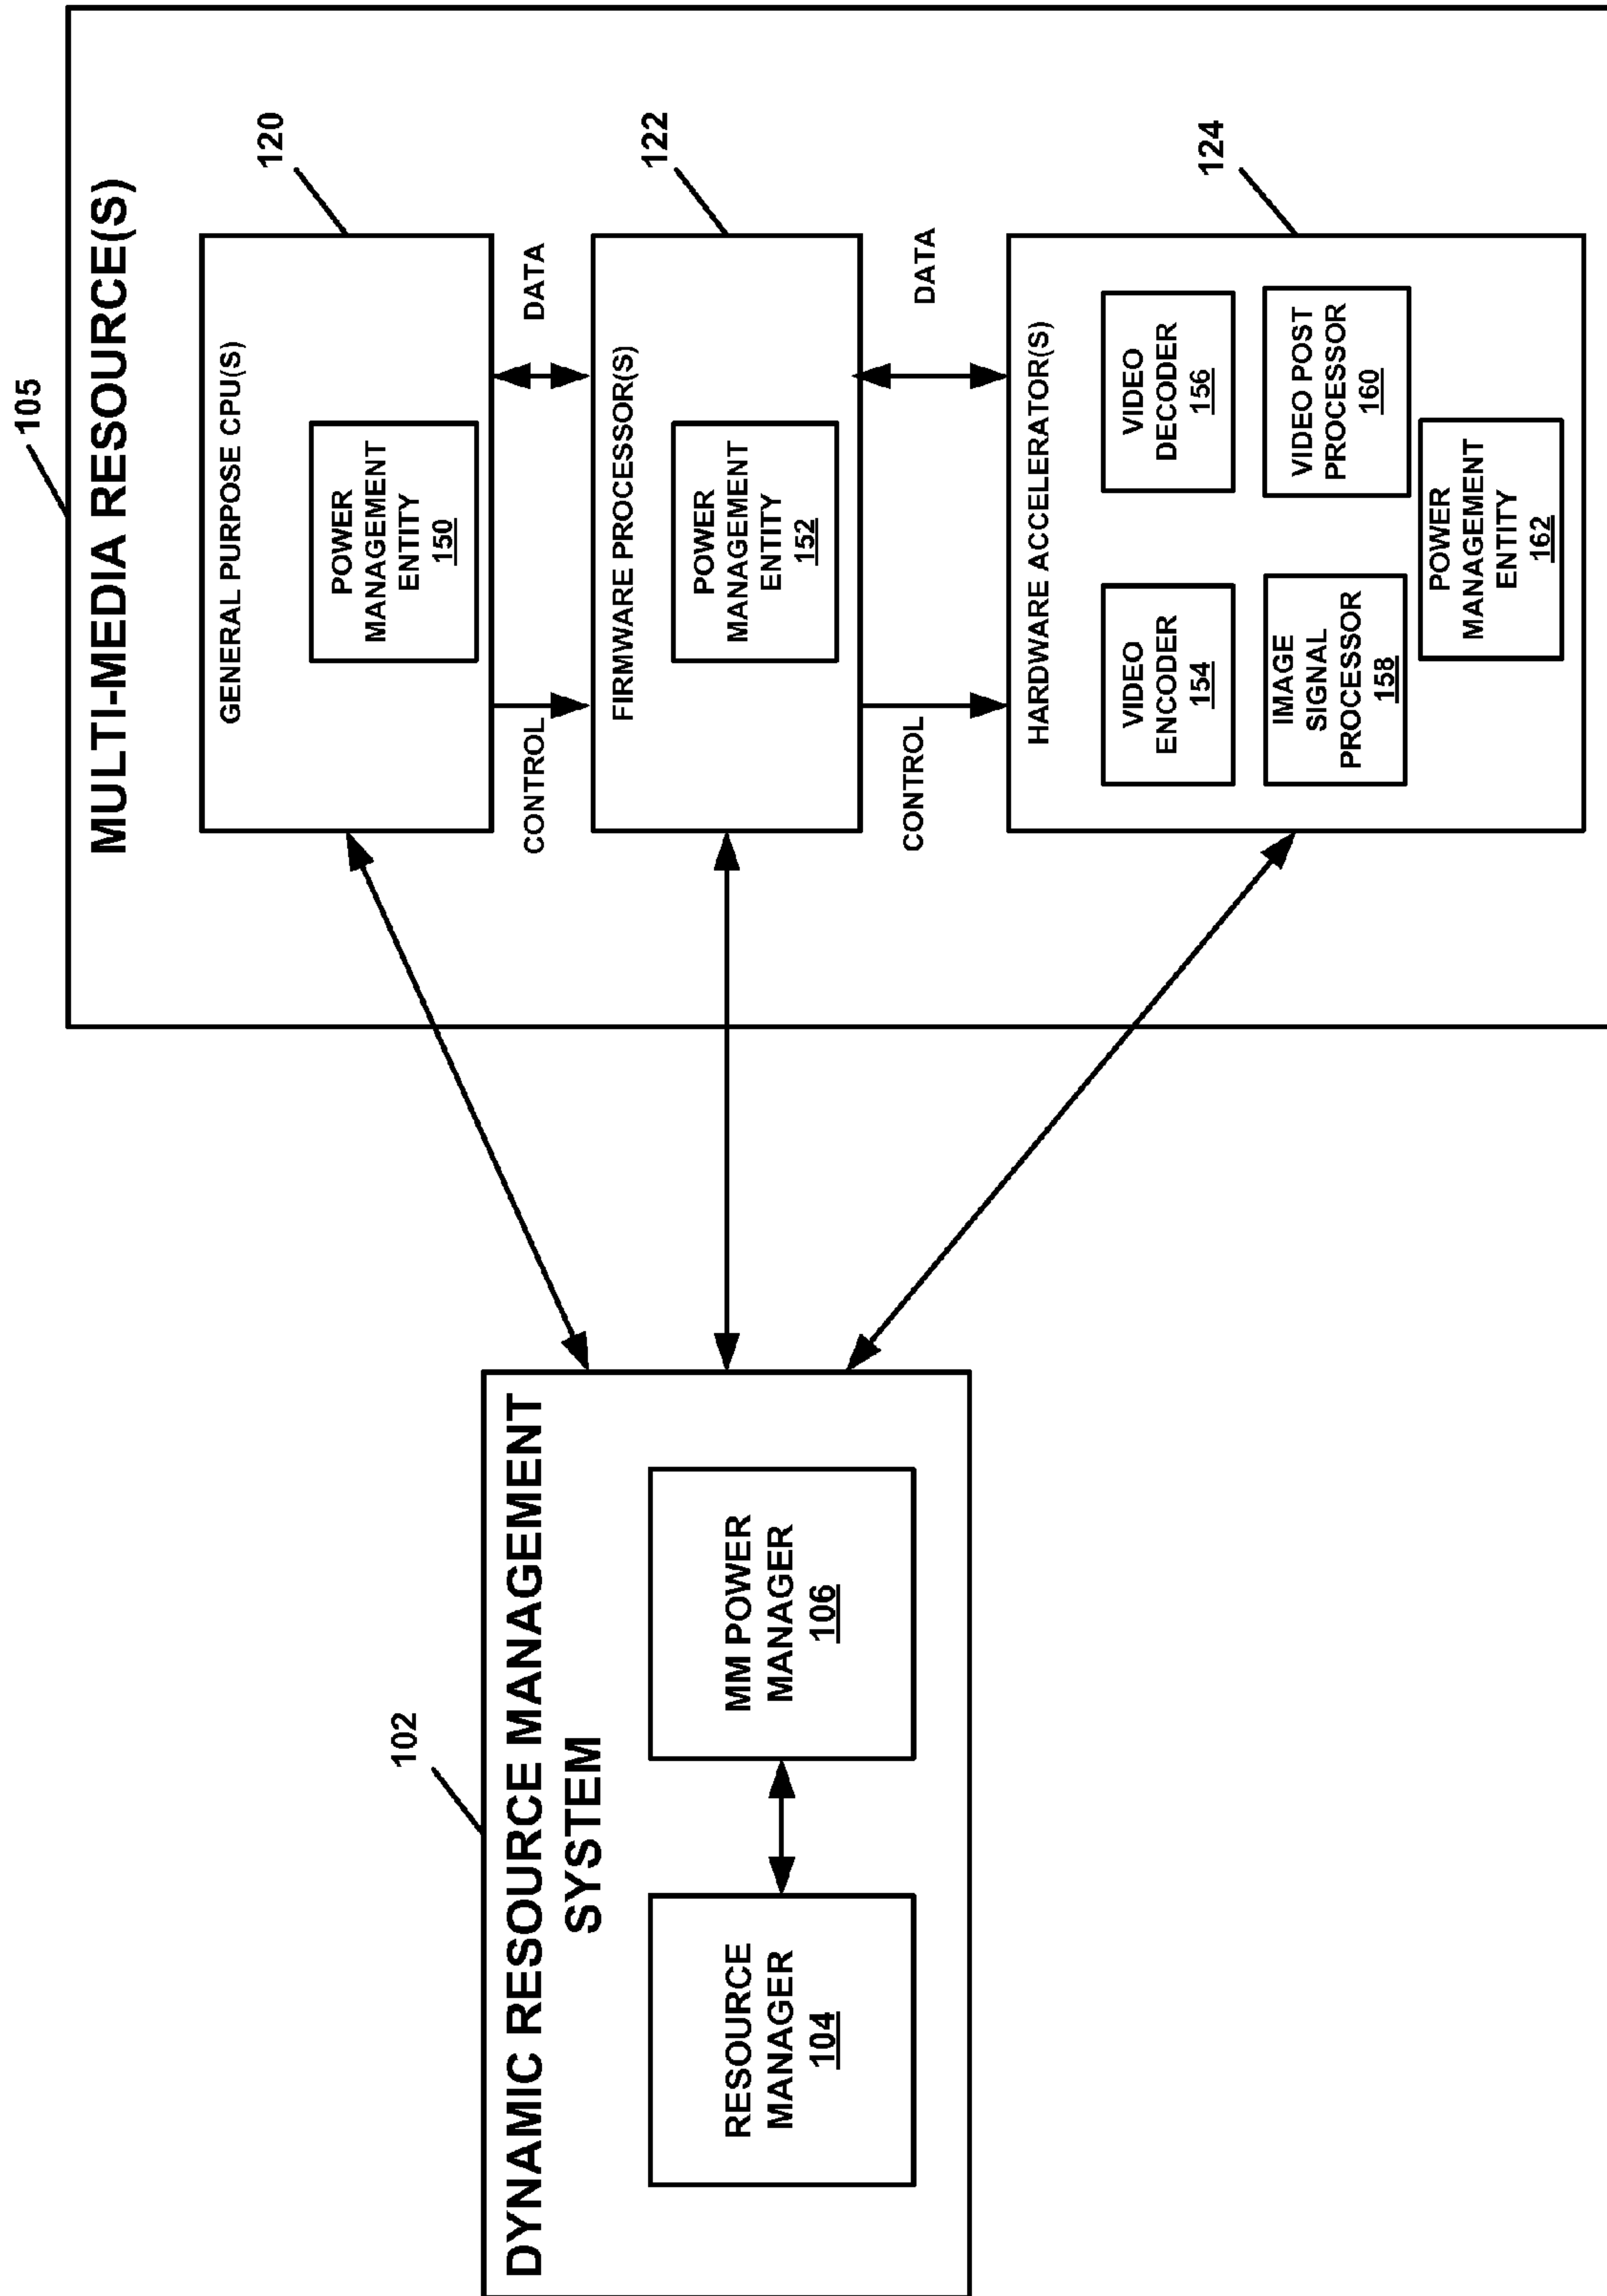 102
DYNAMIC RESOURCE MANAGEMENT
SYSTEM
RESOURCE
MANAGER
104
MM POWER
MANAGER
106
105
MULTI-MEDIA RESOURCE(S)
120
GENERAL PURPOSE CPU(S)
POWER
MANAGEMENT
ENTITY
150
CONTROL
DATA
122
FIRMWARE PROCESSOR(S)
POWER
MANAGEMENT
ENTITY
152
CONTROL
DATA
124
HARDWARE ACCELERATOR(S)
VIDEO
ENCODER
154
VIDEO
DECODER
156
IMAGE
SIGNAL
PROCESSOR
158
VIDEO POST
PROCESSOR
160
POWER
MANAGEMENT
ENTITY
162